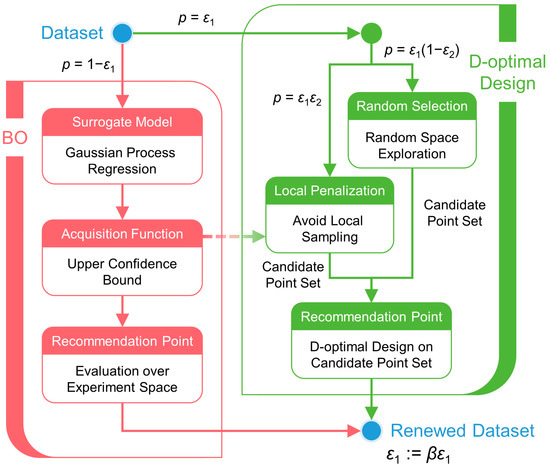 Dataset
p = ε₁
p = ε₁(1−ε₂)
D-optimal
Design
p = 1−ε₁
p = ε₁ε₂
BO
Surrogate Model
Gaussian Process
Regression
Random Selection
Random Space
Exploration
Local Penalization
Avoid Local
Sampling
Candidate
Point Set
Acquisition Function
Upper Confidence
Bound
Candidate
Point Set
Recommendation Point
Evaluation over
Experiment Space
Recommendation Point
D-optimal Design on
Candidate Point Set
Renewed Dataset
ε₁ := βε₁